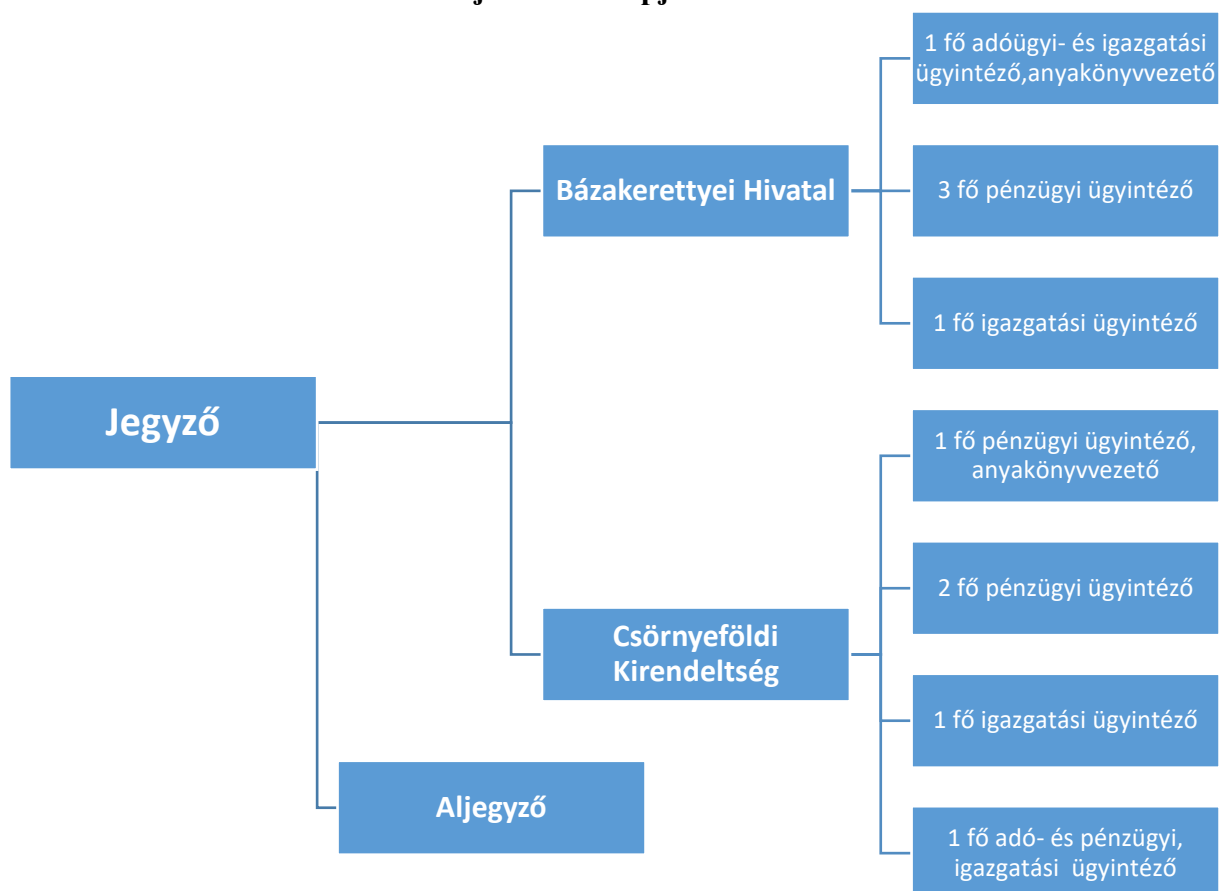 1 fő adóügyi- és igazgatási
ügyintéző,anyakönyvvezető
Bázakerettyei Hivatal
3 fő pénzügyi ügyintéző
1 fő igazgatási ügyintéző
Jegyző
1 fő pénzügyi ügyintéző,
anyakönyvvezető
2 fő pénzügyi ügyintéző
Csörnyeföldi
Kirendeltség
1 fő igazgatási ügyintéző
Aljegyző
1 fő adó- és pénzügyi,
igazgatási  ügyintéző